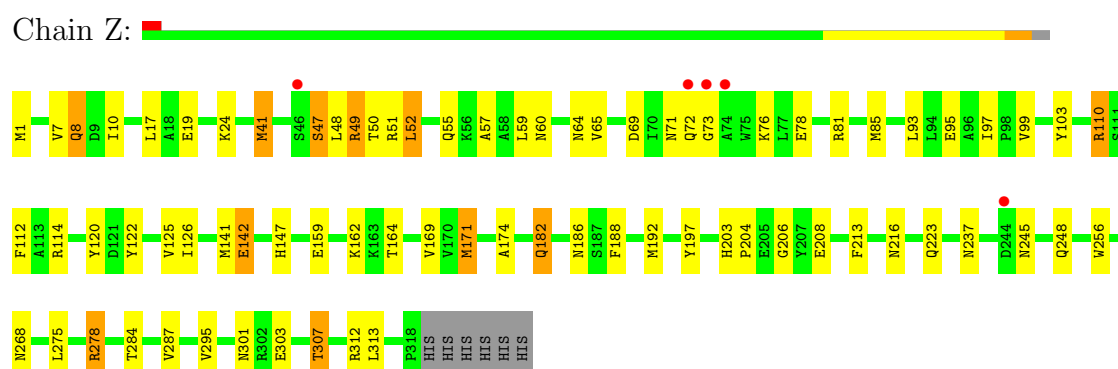 Chain Z:
M1 V7 Q8 D9 I10 L17 A18 E19 K24 M41 S46 S47 L48 R49 T50 R51 L52 Q55 K56 A57 A58 L59 N60 N64 V65 D69 I70 N71 Q72 G73 A74 W75 K76 L77 E78 R81 M85 L93 L94 E95 A96 I97 P98 V99 Y103 R110 S111
F112 A113 R114 Y120 D121 Y122 V125 I126 M141 E142 H147 E159 K162 K163 T164 V169 V170 M171 A174 Q182 N186 S187 F188 M192 Y197 H203 P204 E205 G206 Y207 E208 F213 N216 Q223 N237 D244 N245 Q248 W256
N268 L275 R278 T284 V287 V295 N301 R302 E303 T307 R312 L313 P318 HIS HIS HIS HIS HIS HIS